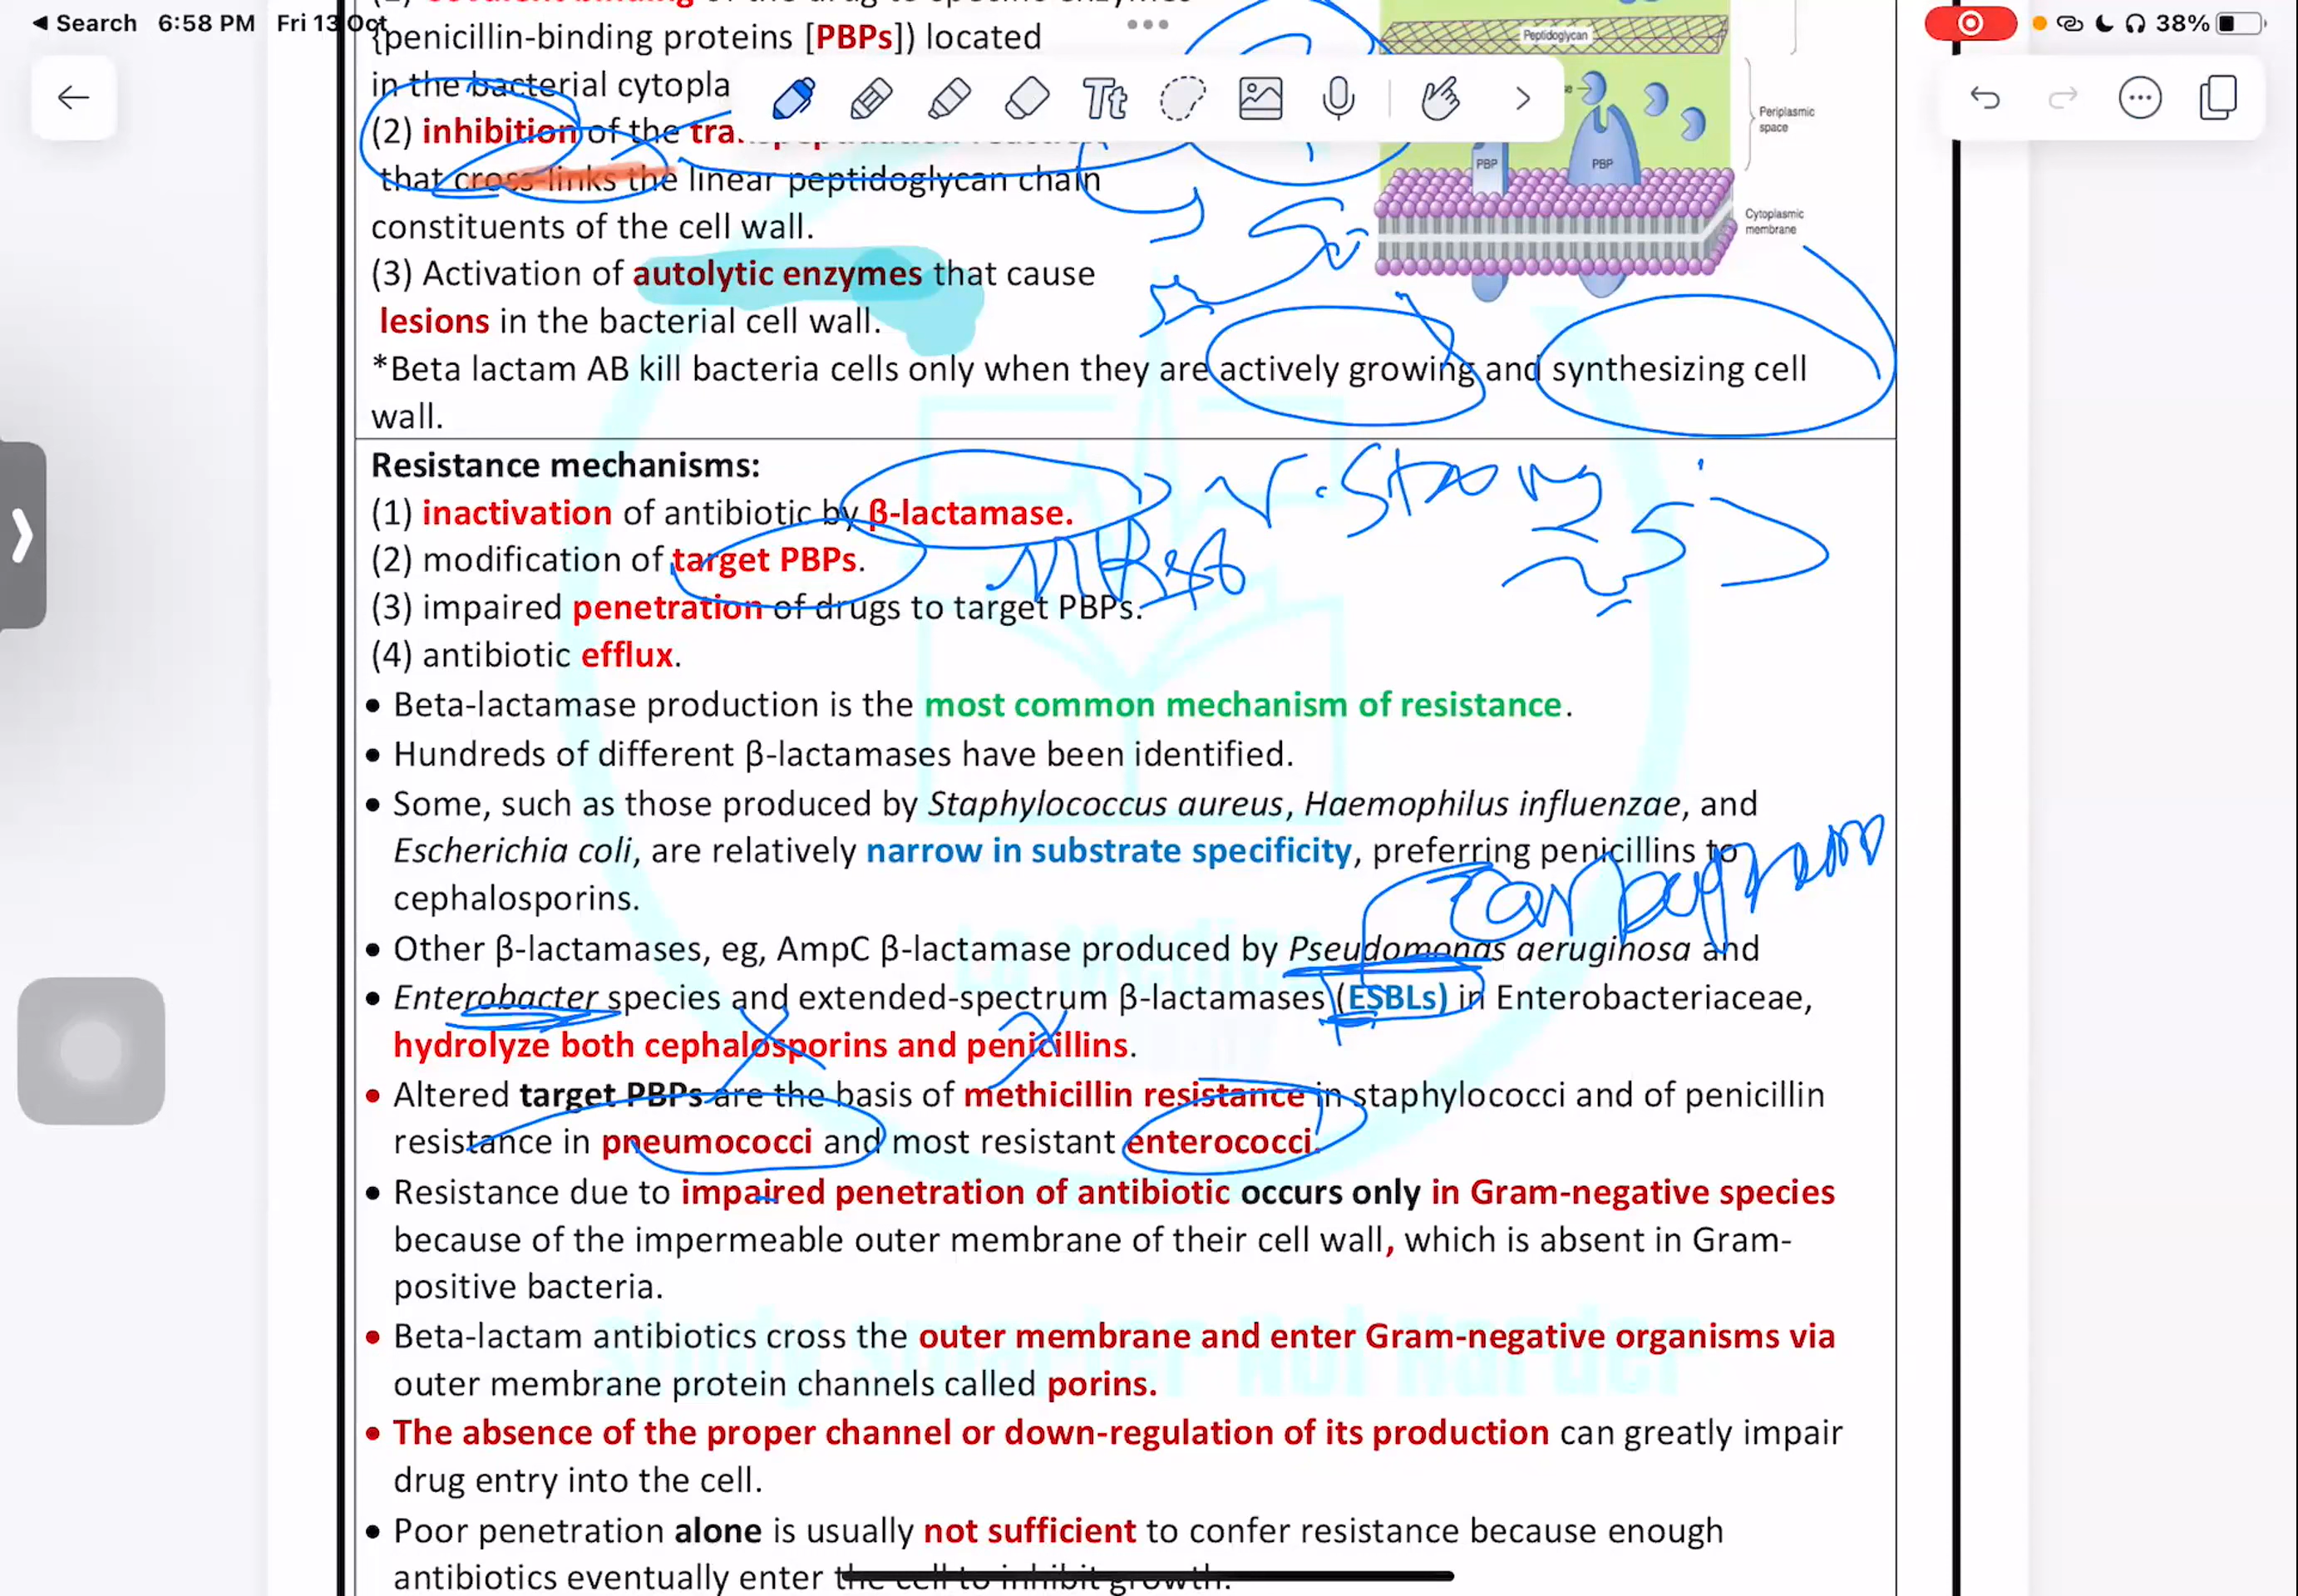 Search 6:58 PM Fri 13 Oct
38%
{penicillin-binding proteins [PBPs]) located
in the bacterial cytopla
(2) inhibition of the
that cross-links the linear peptidoglycan chain
constituents of the cell wall.
(3) Activation of autolytic enzymes that cause
lesions in the bacterial cell wall.
*Beta lactam AB kill bacteria cells only when they are actively growing and synthesizing cell
wall.
Peptidoglycan
Periplasmic
space
PBP
PBP
Cytoplasmic
membrane
Tt
Resistance mechanisms:
(1) inactivation of antibiotic by β-lactamase.
v.strong
(2) modification of target PBPs.
(3) impaired penetration of drugs to target PBPs.
(4) antibiotic efflux.
• Beta-lactamase production is the most common mechanism of resistance.
• Hundreds of different β-lactamases have been identified.
• Some, such as those produced by Staphylococcus aureus, Haemophilus influenzae, and
Escherichia coli, are relatively narrow in substrate specificity, preferring penicillins to
cephalosporins.
• Other β-lactamases, eg, AmpC β-lactamase produced by Pseudomonas aeruginosa and
• Enterobacter species and extended-spectrum β-lactamases (ESBLs) in Enterobacteriaceae,
hydrolyze both cephalosporins and penicillins.
• Altered target PBPs are the basis of methicillin resistance in staphylococci and of penicillin
resistance in pneumococci and most resistant enterococci.
• Resistance due to impaired penetration of antibiotic occurs only in Gram-negative species
because of the impermeable outer membrane of their cell wall, which is absent in Gram-
positive bacteria.
• Beta-lactam antibiotics cross the outer membrane and enter Gram-negative organisms via
outer membrane protein channels called porins.
• The absence of the proper channel or down-regulation of its production can greatly impair
drug entry into the cell.
• Poor penetration alone is usually not sufficient to confer resistance because enough
antibiotics eventually enter the cell to inhibit growth.